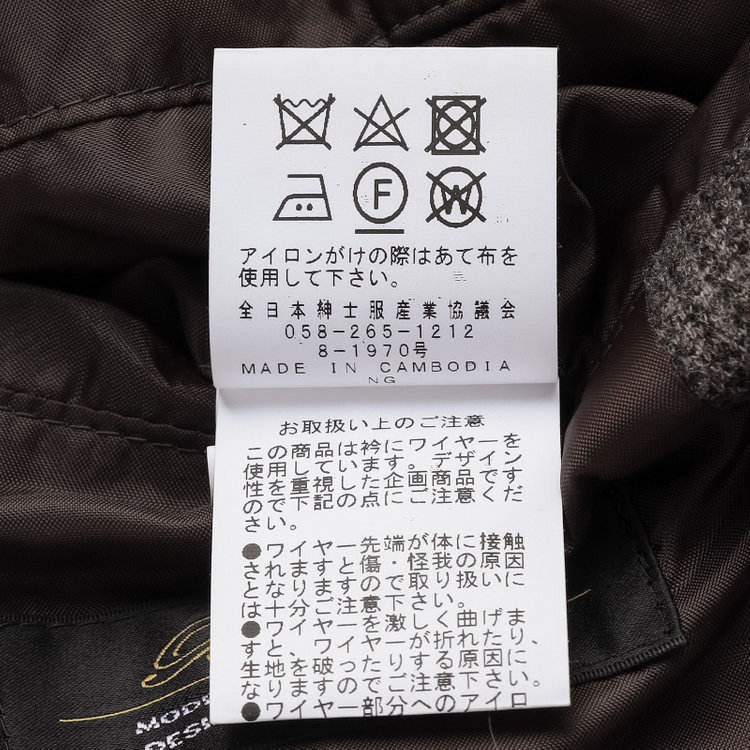 F
W
アイロンがけの際はあて布を
使用して下さい。
全日本紳士服産業協議会
058-265-1212
8-1970号
MADE IN CAMBODIA
NG
お取扱い上のご注意
この商品は衿にワイヤーを
使用しています。デザイン
性を重視した企画商品です
ので下記の点にご注意くだ
さい。
●ワイヤー先端が体に接触
されますと傷・怪我の原因
となりますので取り扱いに
は十分ご注意下さい。
●ワイヤーを激しく曲げま
すと、ワイヤーが折れたり、
生地を破ったりする原因に
なりますのでご注意下さい。
●ワイヤー部分へのアイロ
MODE
DES